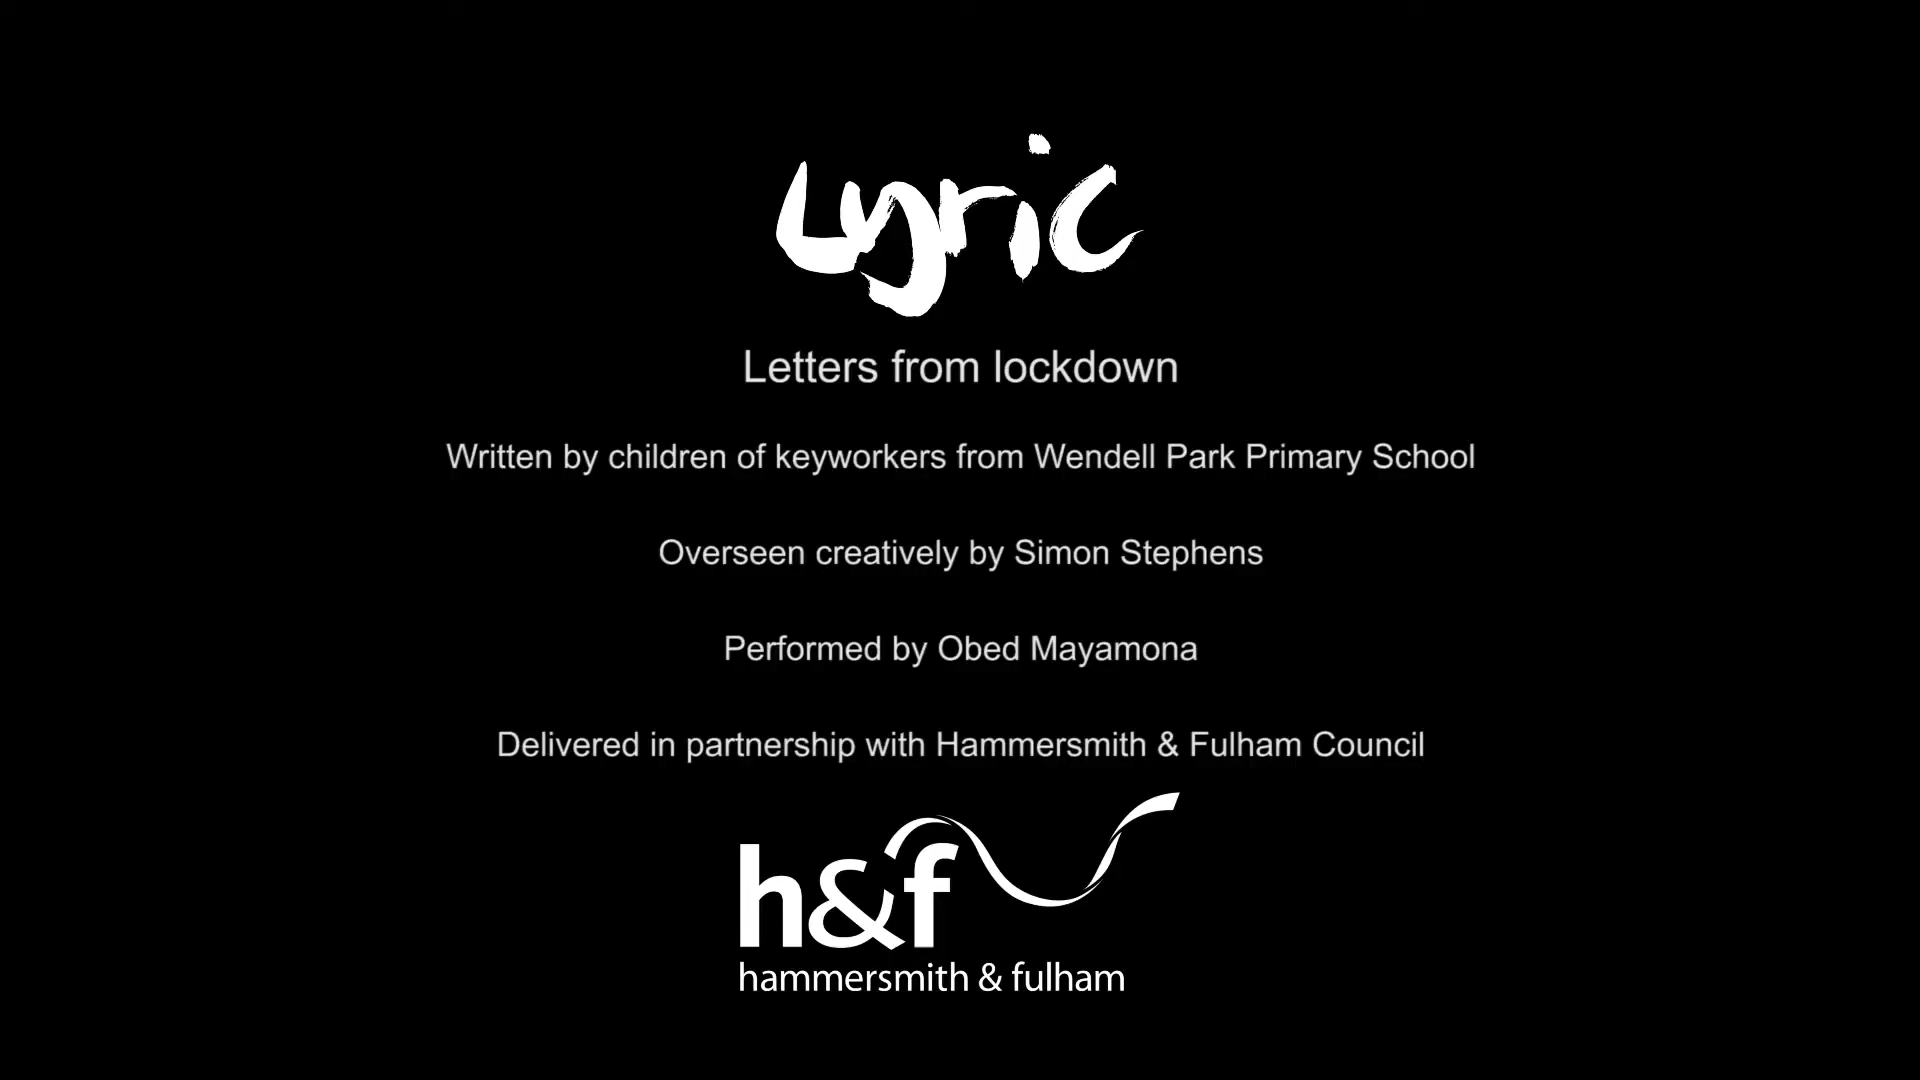 Lyric
Letters from lockdown
Written by children of keyworkers from Wendell Park Primary School
Overseen creatively by Simon Stephens
Performed by Obed Mayamona
Delivered in partnership with Hammersmith & Fulham Council
h&f
hammersmith & fulham